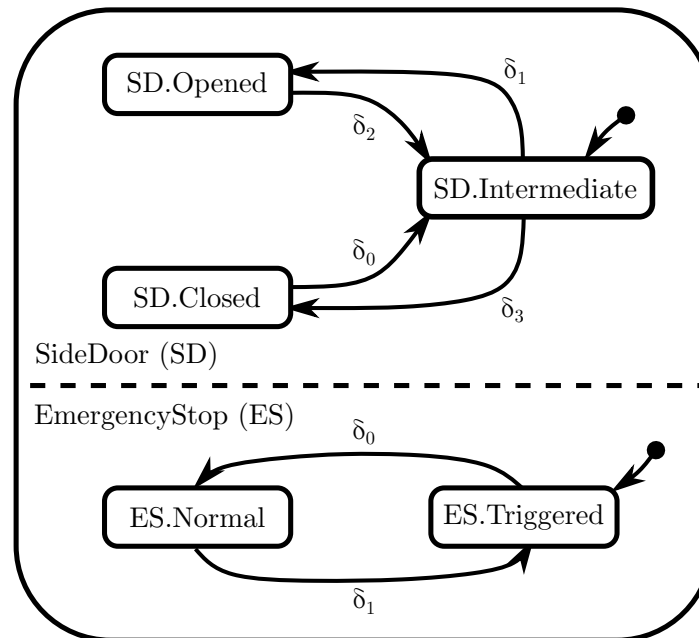 SD.Opened
δ₁
δ₂
SD.Intermediate
δ₀
SD.Closed
δ₃
SideDoor (SD)
EmergencyStop (ES)
δ₀
ES.Normal
ES.Triggered
δ₁